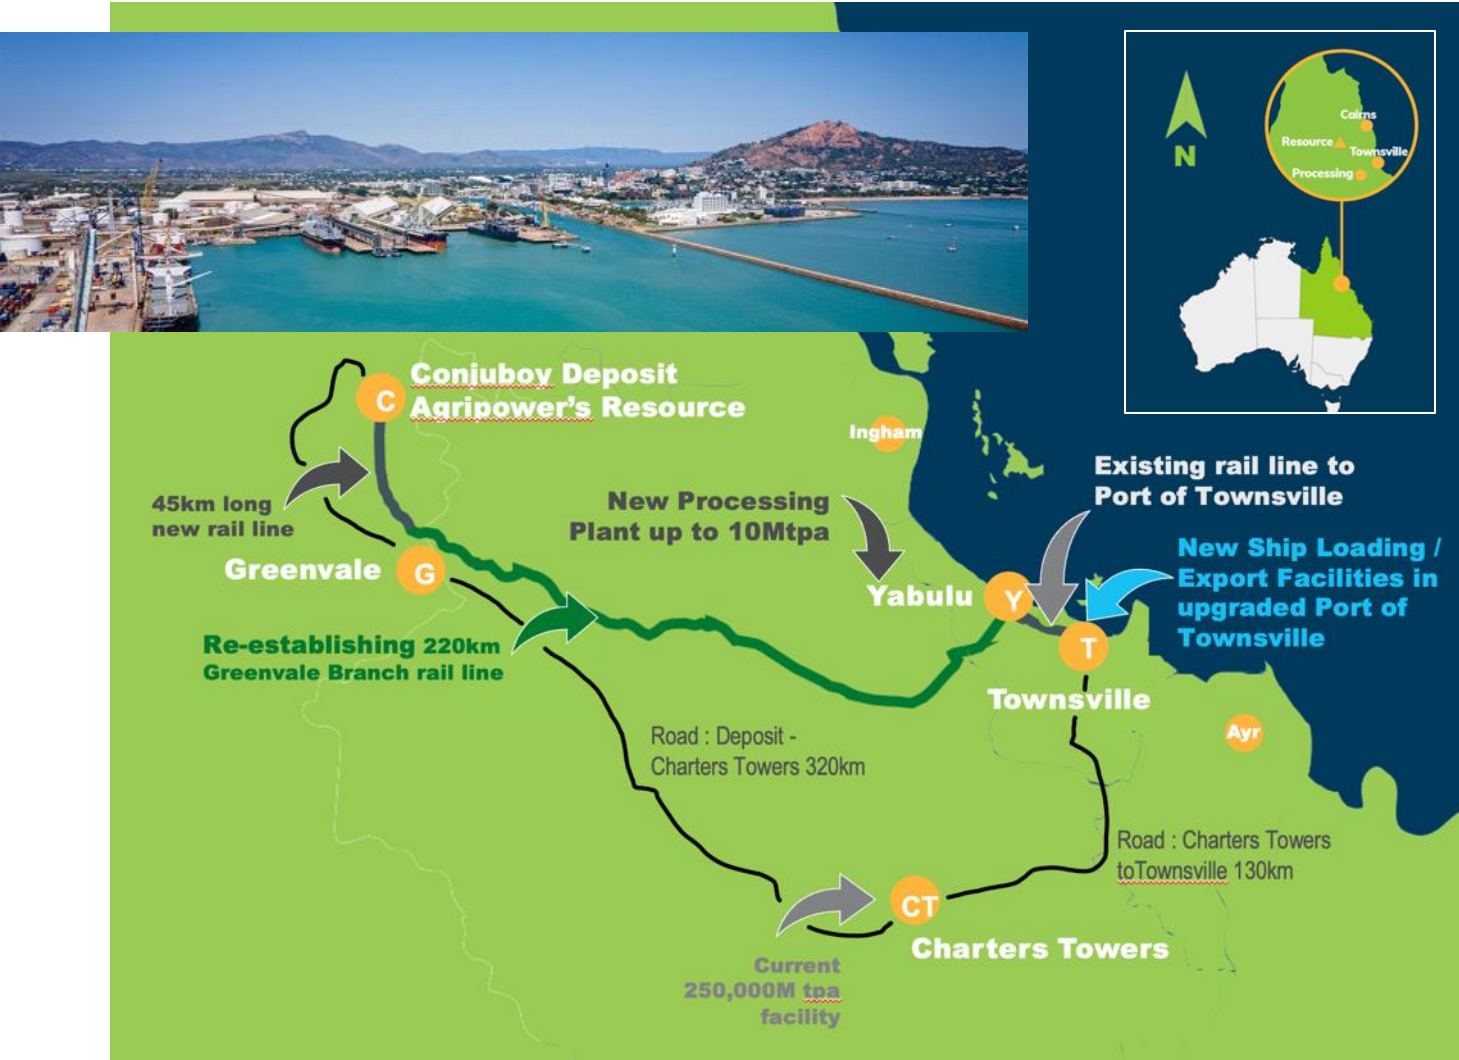 N
Cairns
Resource
Townsville
Processing
Conjuboy Deposit
Agripower's Resource
C
Ingham
45km long
new rail line
New Processing
Plant up to 10Mtpa
Existing rail line to
Port of Townsville
New Ship Loading /
Export Facilities in
upgraded Port of
Townsville
Greenvale
G
Yabulu
Y
T
Townsville
Re-establishing 220km
Greenvale Branch rail line
Ayr
Road : Deposit -
Charters Towers 320km
Road : Charters Towers
toTownsville 130km
CT
Charters Towers
Current
250,000M tpa
facility